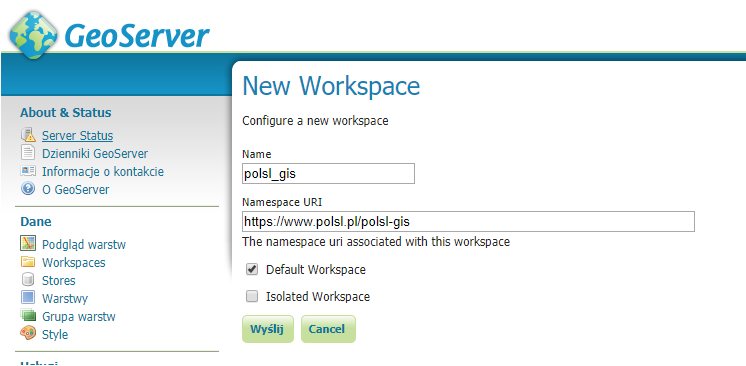 GeoServer
About & Status
Server Status
Dzienniki GeoServer
Informacje o kontakcie
O GeoServer
Dane
Podgląd warstw
Workspaces
Stores
Warstwy
Grupa warstw
Style
Usługi
New Workspace
Configure a new workspace
Name
polsl_gis
Namespace URI
https://www.polsl.pl/polsl-gis
The namespace uri associated with this workspace
Default Workspace
Isolated Workspace
Wyślij Cancel